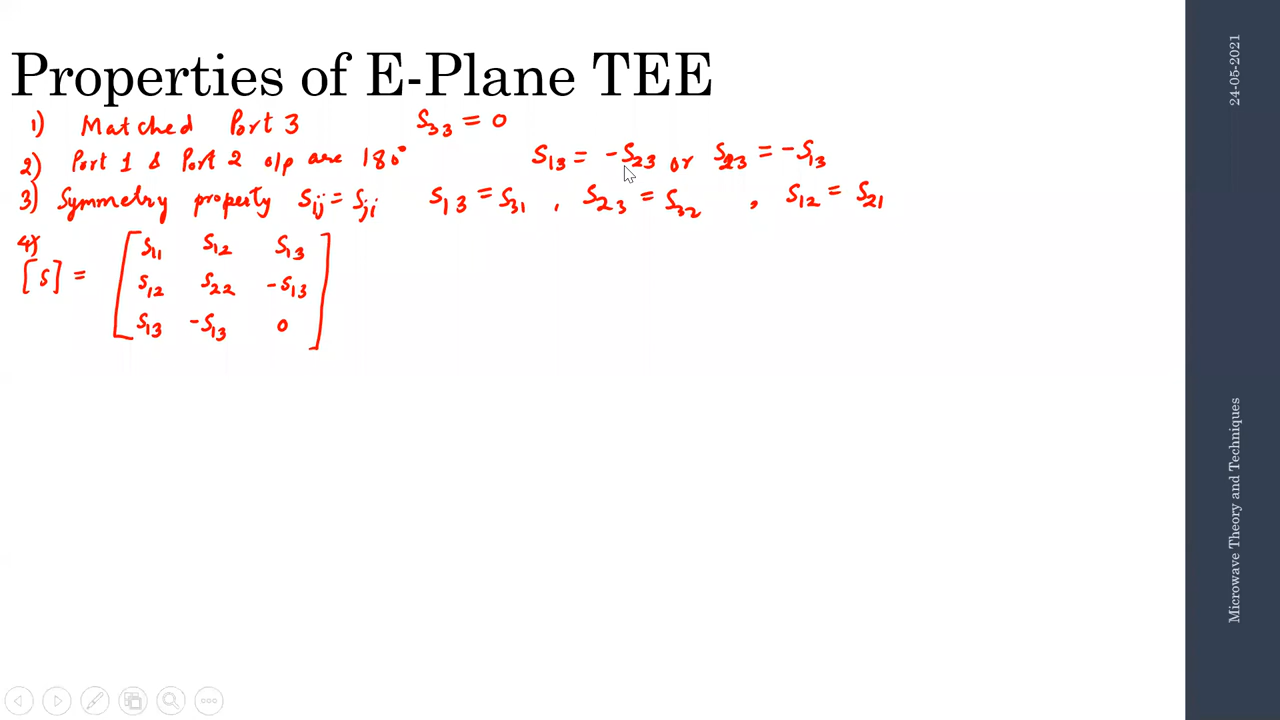 Properties of E-Plane TEE
1) Matched Port 3 S33 = 0
2) Port 1 & Port 2 o/p are 180° S13 = -S23 or S23 = -S13
3) Symmetry property Sij = Sji S13 = S31 , S23 = S32 , S12 = S21
4)
[S] =
S11 S12 S13
S12 S22 -S13
S13 -S13 0
24-05-2021
Microwave Theory and Techniques